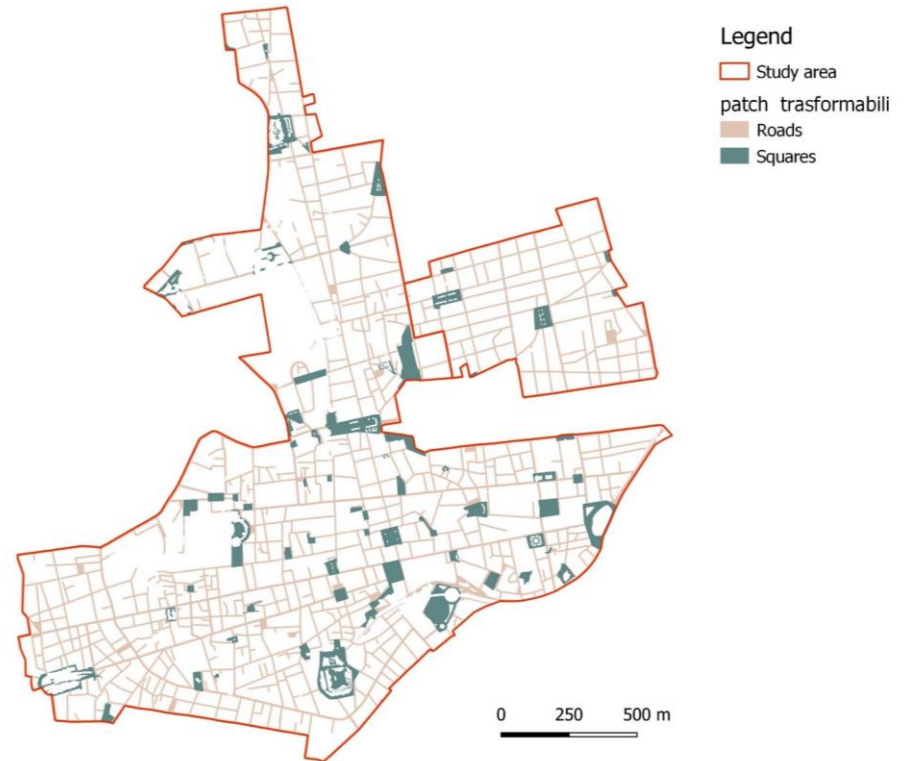 Legend
Study area
patch trasformabili
Roads
Squares
0 250 500 m